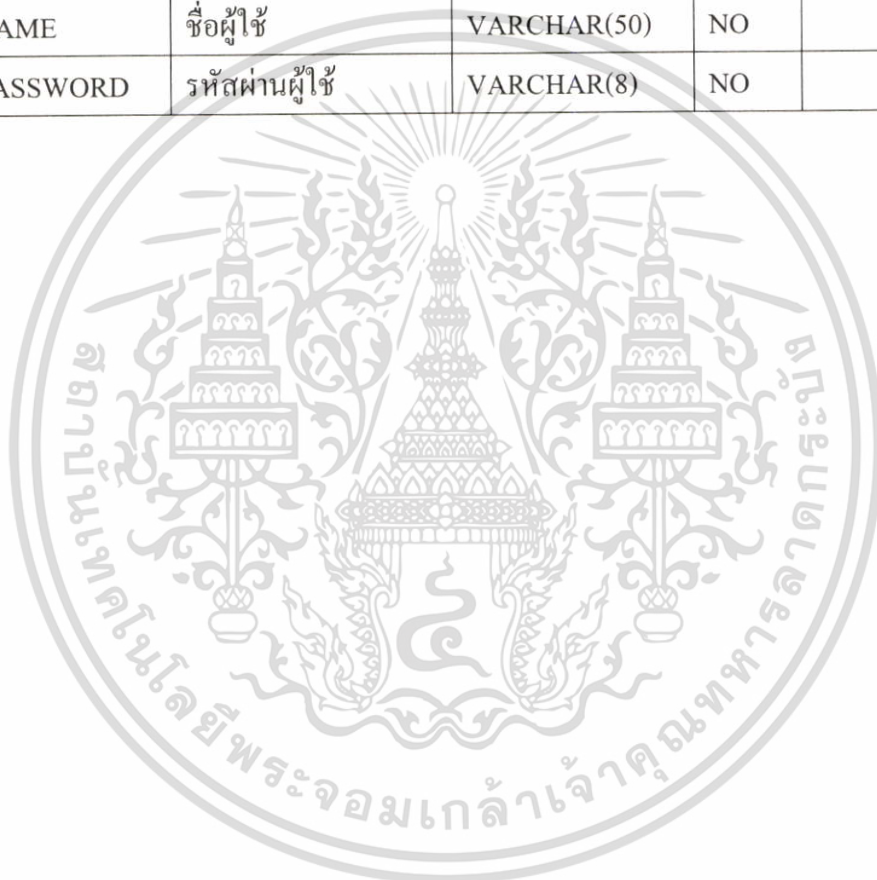 AME ชื่อผู้ใช้ VARCHAR(50) NO
ASSWORD รหัสผ่านผู้ใช้ VARCHAR(8) NO
สถาบันเทคโนโลยีพระจอมเกล้าเจ้าคุณทหารลาดกระบัง